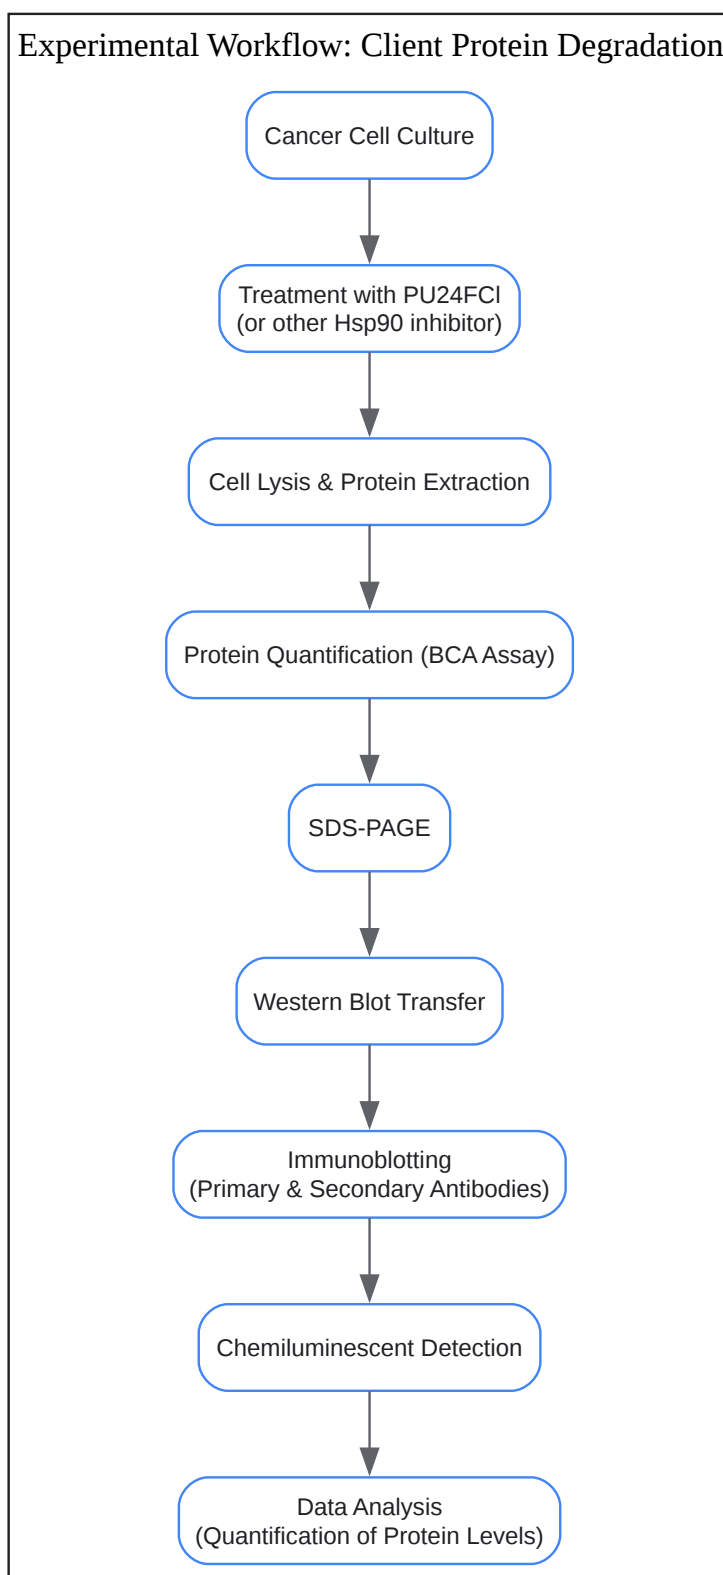 Experimental Workflow: Client Protein Degradation
Cancer Cell Culture
Treatment with PU24FCl
(or other Hsp90 inhibitor)
Cell Lysis & Protein Extraction
Protein Quantification (BCA Assay)
SDS-PAGE
Western Blot Transfer
Immunoblotting
(Primary & Secondary Antibodies)
Chemiluminescent Detection
Data Analysis
(Quantification of Protein Levels)